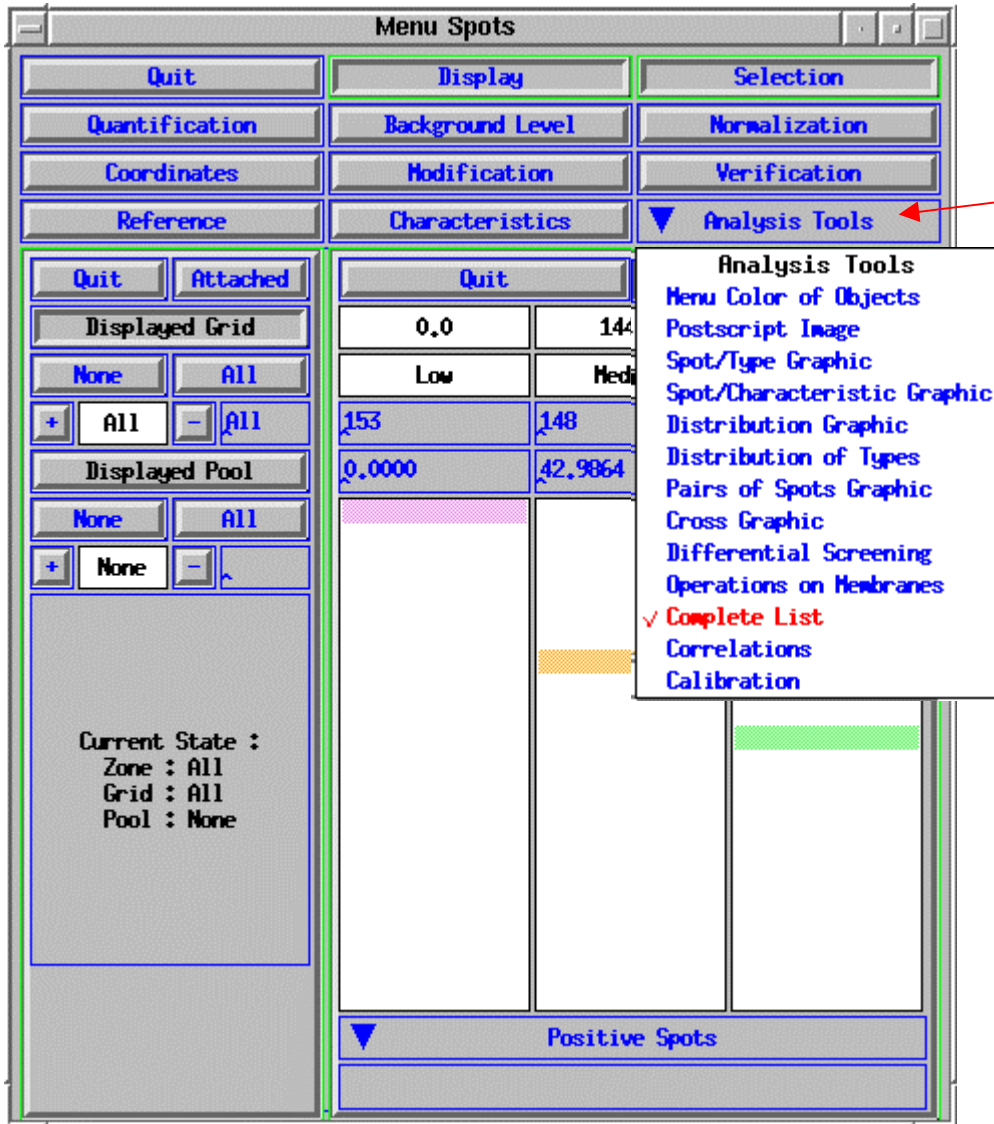 Menu Spots
Quit Display Selection
Quantification Background Level Normalization
Coordinates Modification Verification
Reference Characteristics Analysis Tools
Quit Attached
Displayed Grid
None All
+ All - All
Displayed Pool
None All
+ None -
Current State :
Zone : All
Grid : All
Pool : None
Quit
0.0 144
Low
153 148
0.0000 42.9864
Positive Spots
Analysis Tools
Menu Color of Objects
Postscript Image
Spot/Type Graphic
Spot/Characteristic Graphic
Distribution Graphic
Distribution of Types
Pairs of Spots Graphic
Cross Graphic
Differential Screening
Operations on Membranes
✓ Complete List
Correlations
Calibration